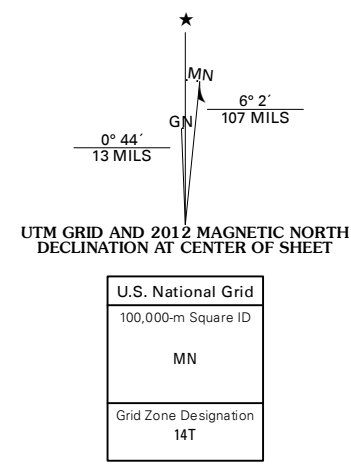 MN
GN
6° 2´
107 MILS
0° 44´
13 MILS
UTM GRID AND 2012 MAGNETIC NORTH
DECLINATION AT CENTER OF SHEET
U.S. National Grid
100,000-m Square ID
MN
Grid Zone Designation
14T